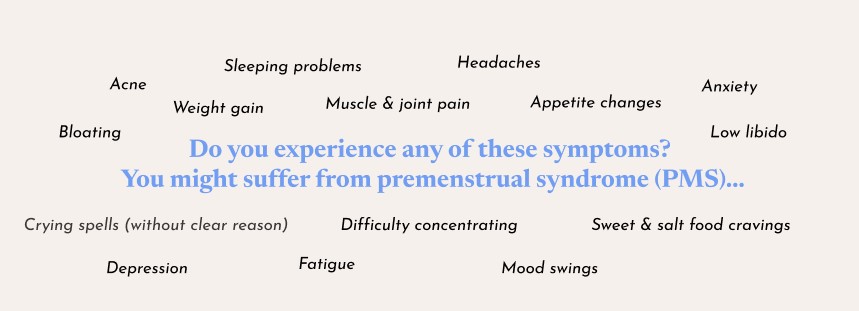 Sleeping problems
Headaches
Acne
Anxiety
Weight gain
Muscle & joint pain
Appetite changes
Bloating
Low libido
Do you experience any of these symptoms?
You might suffer from premenstrual syndrome (PMS)...
Crying spells (without clear reason)
Difficulty concentrating
Sweet & salt food cravings
Depression
Fatigue
Mood swings